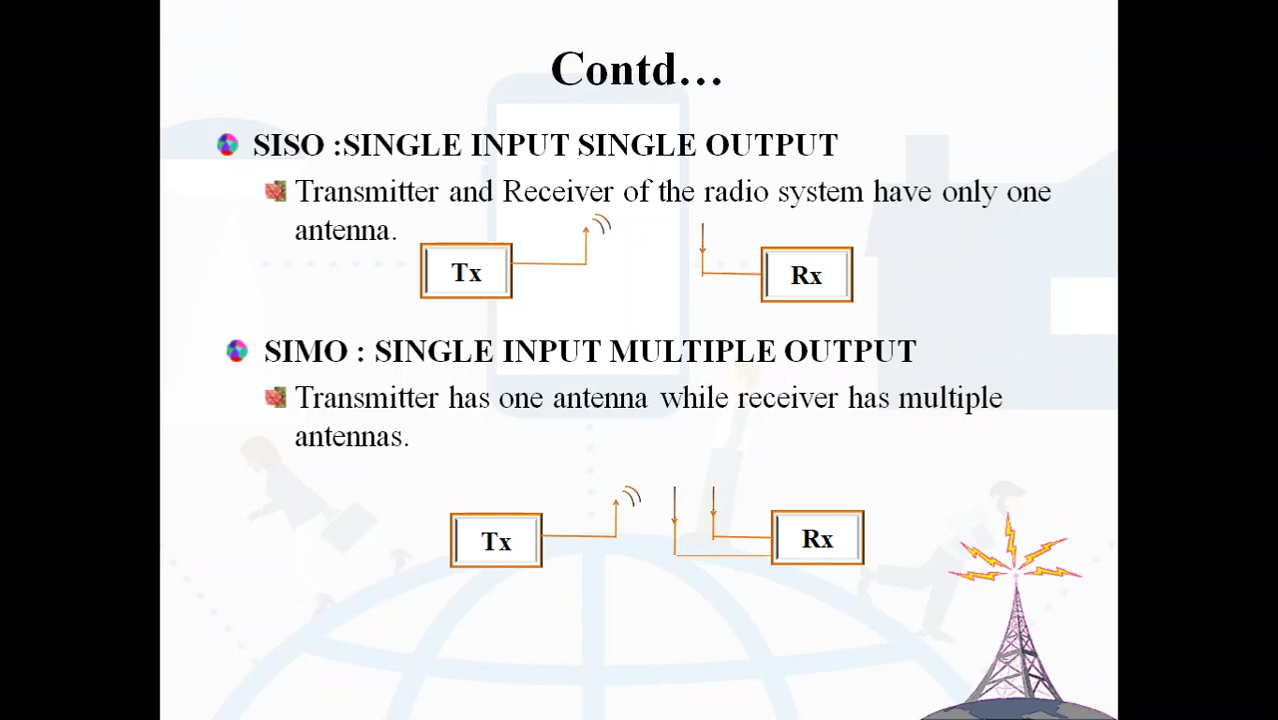 Contd…
SISO :SINGLE INPUT SINGLE OUTPUT
Transmitter and Receiver of the radio system have only one
antenna.
Tx
Rx
SIMO : SINGLE INPUT MULTIPLE OUTPUT
Transmitter has one antenna while receiver has multiple
antennas.
Tx
Rx